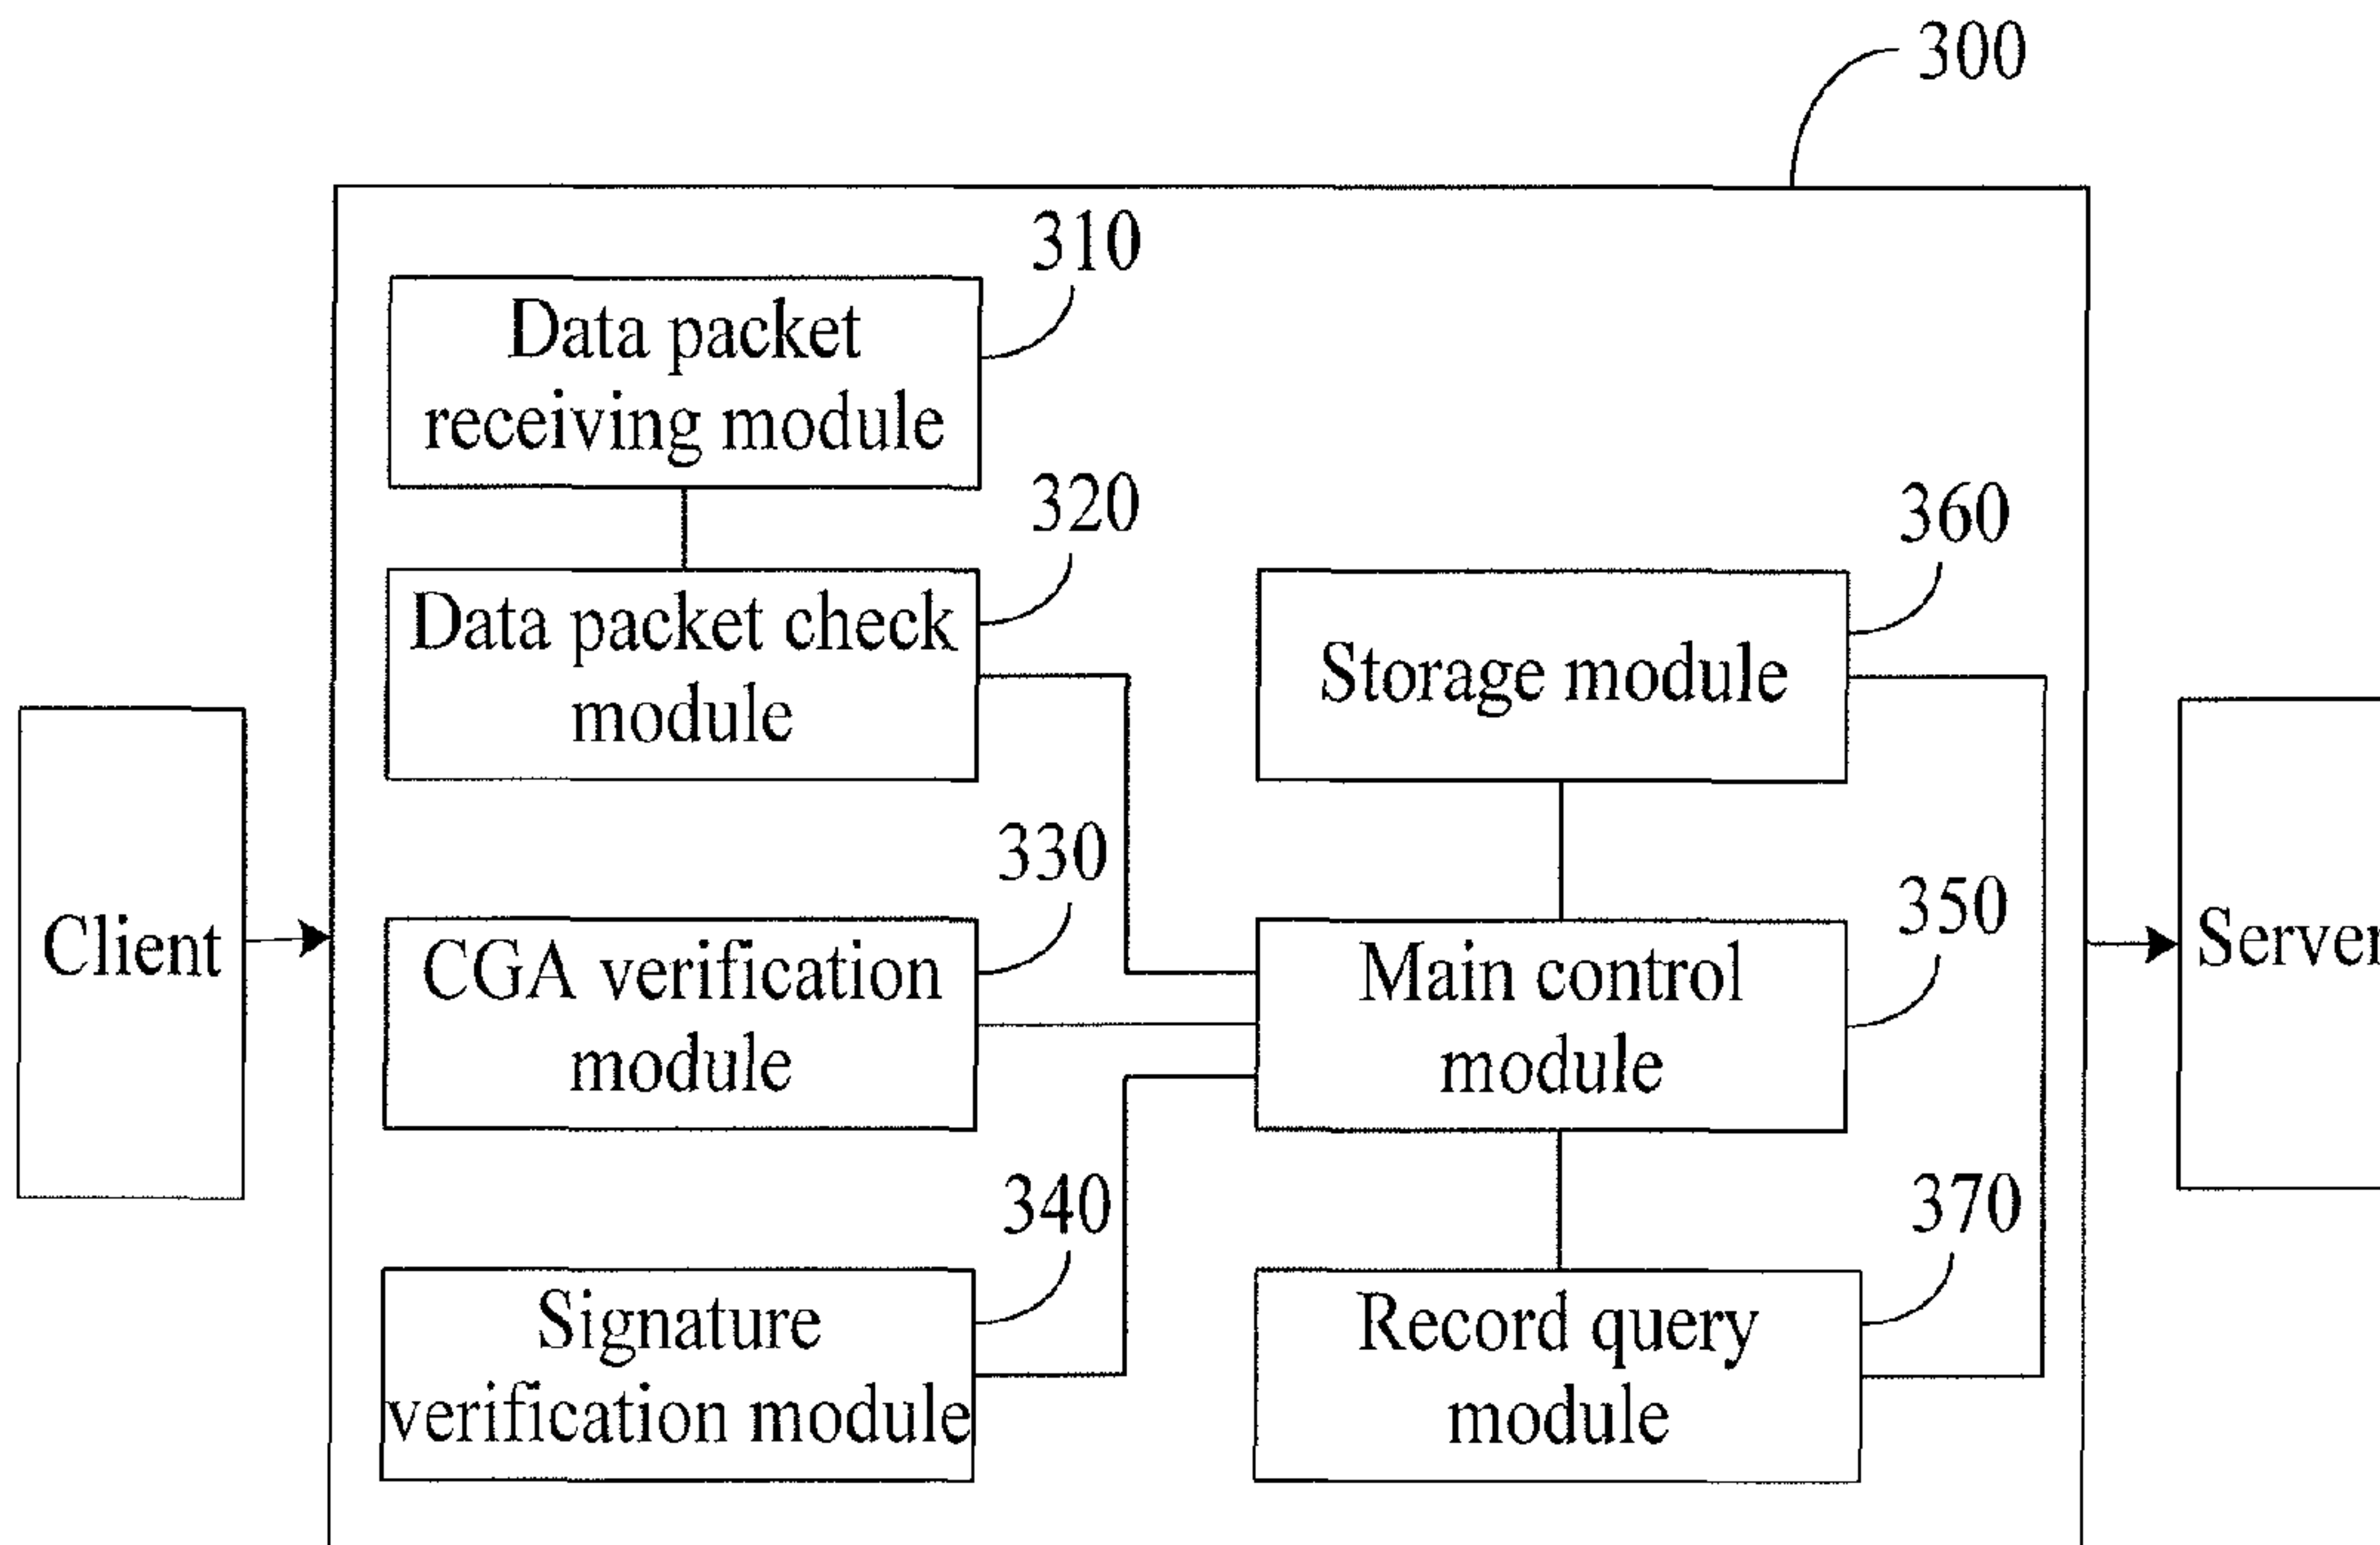 300
310
Data packet
receiving module
320
Data packet check
module
360
Storage module
330
CGA verification
module
350
Main control
module
Client
Server
340
Signature
verification module
370
Record query
module